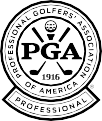 PROFESSIONAL GOLFERS' ASSOCIATION
PGA
1916
OF AMERICA
PROFESSIONAL